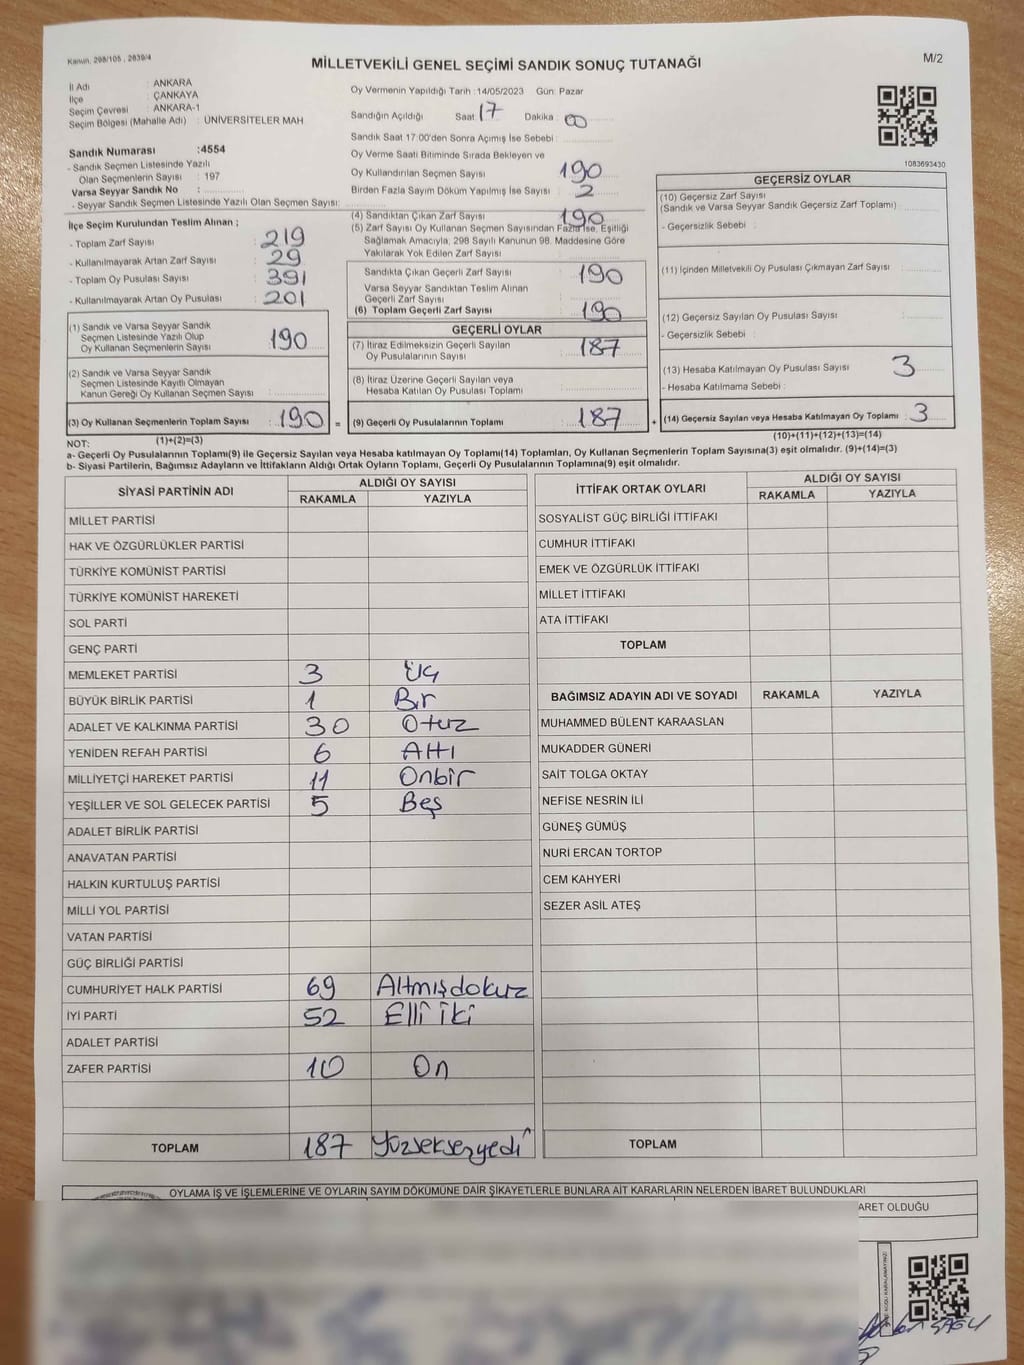 Kanun, 298/105 , 2839/4
MİLLETVEKİLİ GENEL SEÇİMİ SANDIK SONUÇ TUTANAĞI
M/2
İl Adı : ANKARA
İlçe : ÇANKAYA
Seçim Çevresi : ANKARA-1
Seçim Bölgesi (Mahalle Adı) : ÜNİVERSİTELER MAH
Sandık Numarası :4554
- Sandık Seçmen Listesinde Yazılı
Olan Seçmenlerin Sayısı : 197
Varsa Seyyar Sandık No :
- Seyyar Sandık Seçmen Listesinde Yazılı Olan Seçmen Sayısı:
İlçe Seçim Kurulundan Teslim Alınan ;
- Toplam Zarf Sayısı : 219
- Kullanılmayarak Artan Zarf Sayısı : 29
- Toplam Oy Pusulası Sayısı : 391
- Kullanılmayarak Artan Oy Pusulası : 201
(1) Sandık ve Varsa Seyyar Sandık
Seçmen Listesinde Yazılı Olup
Oy Kullanan Seçmenlerin Sayısı : 190
(2) Sandık ve Varsa Seyyar Sandık
Seçmen Listesinde Kayıtlı Olmayan
Kanun Gereği Oy Kullanan Seçmen Sayısı :
(3) Oy Kullanan Seçmenlerin Toplam Sayısı : 190 =
Oy Vermenin Yapıldığı Tarih :14/05/2023 Gün: Pazar
Sandığın Açıldığı Saat 17 Dakika : 00
Sandık Saat 17:00'den Sonra Açımış İse Sebebi :
Oy Verme Saati Bitiminde Sırada Bekleyen ve
Oy Kullandırılan Seçmen Sayısı 190
Birden Fazla Sayım Döküm Yapılmış İse Sayısı : 2
(4) Sandıktan Çıkan Zarf Sayısı 190
(5) Zarf Sayısı Oy Kullanan Seçmen Sayısından Fazla İse, Eşitliği
Sağlamak Amacıyla, 298 Sayılı Kanunun 98. Maddesine Göre
Yakılarak Yok Edilen Zarf Sayısı
Sandıkta Çıkan Geçerli Zarf Sayısı : 190
Varsa Seyyar Sandıktan Teslim Alınan
Geçerli Zarf Sayısı
(6) Toplam Geçerli Zarf Sayısı : 190
GEÇERLİ OYLAR
(7) İtiraz Edilmeksizin Geçerli Sayılan
Oy Pusulalarının Sayısı : 187
(8) İtiraz Üzerine Geçerli Sayılan veya
Hesaba Katılan Oy Pusulası Toplamı :
(9) Geçerli Oy Pusulalarının Toplamı : 187 +
1083693430
GEÇERSİZ OYLAR
(10) Geçersiz Zarf Sayısı
(Sandık ve Varsa Seyyar Sandık Geçersiz Zarf Toplamı)
- Geçersizlik Sebebi :
(11) İçinden Milletvekili Oy Pusulası Çıkmayan Zarf Sayısı
(12) Geçersiz Sayılan Oy Pusulası Sayısı :
- Geçersizlik Sebebi :
(13) Hesaba Katılmayan Oy Pusulası Sayısı : 3
- Hesaba Katılmama Sebebi :
(14) Geçersiz Sayılan veya Hesaba Katılmayan Oy Toplamı : 3
NOT: (1)+(2)=(3) (10)+(11)+(12)+(13)=(14)
a- Geçerli Oy Pusulalarının Toplamı(9) ile Geçersiz Sayılan veya Hesaba katılmayan Oy Toplamı(14) Toplamları, Oy Kullanan Seçmenlerin Toplam Sayısına(3) eşit olmalıdır. (9)+(14)=(3)
b- Siyasi Partilerin, Bağımsız Adayların ve İttifakların Aldığı Ortak Oyların Toplamı, Geçerli Oy Pusulalarının Toplamına(9) eşit olmalıdır.
SİYASİ PARTİNİN ADI ALDIĞI OY SAYISI
RAKAMLA YAZIYLA
MİLLET PARTİSİ
HAK VE ÖZGÜRLÜKLER PARTİSİ
TÜRKİYE KOMÜNİST PARTİSİ
TÜRKİYE KOMÜNİST HAREKETİ
SOL PARTİ
GENÇ PARTİ
MEMLEKET PARTİSİ 3 Üç
BÜYÜK BİRLİK PARTİSİ 1 Bir
ADALET VE KALKINMA PARTİSİ 30 Otuz
YENİDEN REFAH PARTİSİ 6 Altı
MİLLİYETÇİ HAREKET PARTİSİ 11 Onbir
YEŞİLLER VE SOL GELECEK PARTİSİ 5 Beş
ADALET BİRLİK PARTİSİ
ANAVATAN PARTİSİ
HALKIN KURTULUŞ PARTİSİ
MİLLİ YOL PARTİSİ
VATAN PARTİSİ
GÜÇ BİRLİĞİ PARTİSİ
CUMHURİYET HALK PARTİSİ 69 Altmışdokuz
İYİ PARTİ 52 Elli iki
ADALET PARTİSİ
ZAFER PARTİSİ 10 On
TOPLAM 187 Yüzseksenyedi
İTTİFAK ORTAK OYLARI ALDIĞI OY SAYISI
RAKAMLA YAZIYLA
SOSYALİST GÜÇ BİRLİĞİ İTTİFAKI
CUMHUR İTTİFAKI
EMEK VE ÖZGÜRLÜK İTTİFAKI
MİLLET İTTİFAKI
ATA İTTİFAKI
TOPLAM
BAĞIMSIZ ADAYIN ADI VE SOYADI RAKAMLA YAZIYLA
MUHAMMED BÜLENT KARAASLAN
MUKADDER GÜNERİ
SAİT TOLGA OKTAY
NEFİSE NESRİN İLİ
GÜNEŞ GÜMÜŞ
NURİ ERCAN TORTOP
CEM KAHYERİ
SEZER ASİL ATEŞ
TOPLAM
OYLAMA İŞ VE İŞLEMLERİNE VE OYLARIN SAYIM DÖKÜMÜNE DAİR ŞİKAYETLERLE BUNLARA AİT KARARLARIN NELERDEN İBARET BULUNDUKLARI
ARET OLDUĞU